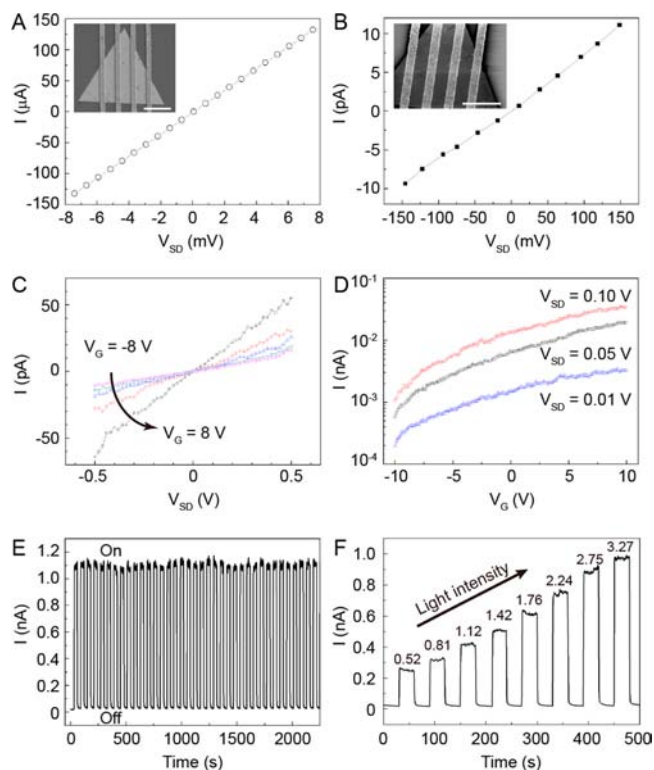 A
I (μA)
150
100
50
0
-50
-100
-150
-8 -6 -4 -2 0 2 4 6 8
V_SD (mV)
B
I (pA)
10
5
0
-5
-10
-150 -100 -50 0 50 100 150
V_SD (mV)
C
I (pA)
50
0
-50
V_G = -8 V
V_G = 8 V
-0.5 0.0 0.5
V_SD (V)
D
I (nA)
10^-1
10^-2
10^-3
10^-4
V_SD = 0.10 V
V_SD = 0.05 V
V_SD = 0.01 V
-10 -5 0 5 10
V_G (V)
E
I (nA)
1.2
1.0
0.8
0.6
0.4
0.2
0.0
On
Off
0 500 1000 1500 2000
Time (s)
F
I (nA)
1.0
0.8
0.6
0.4
0.2
0
Light intensity
0.52 0.81 1.12 1.42 1.76 2.24 2.75 3.27
0 100 200 300 400 500
Time (s)